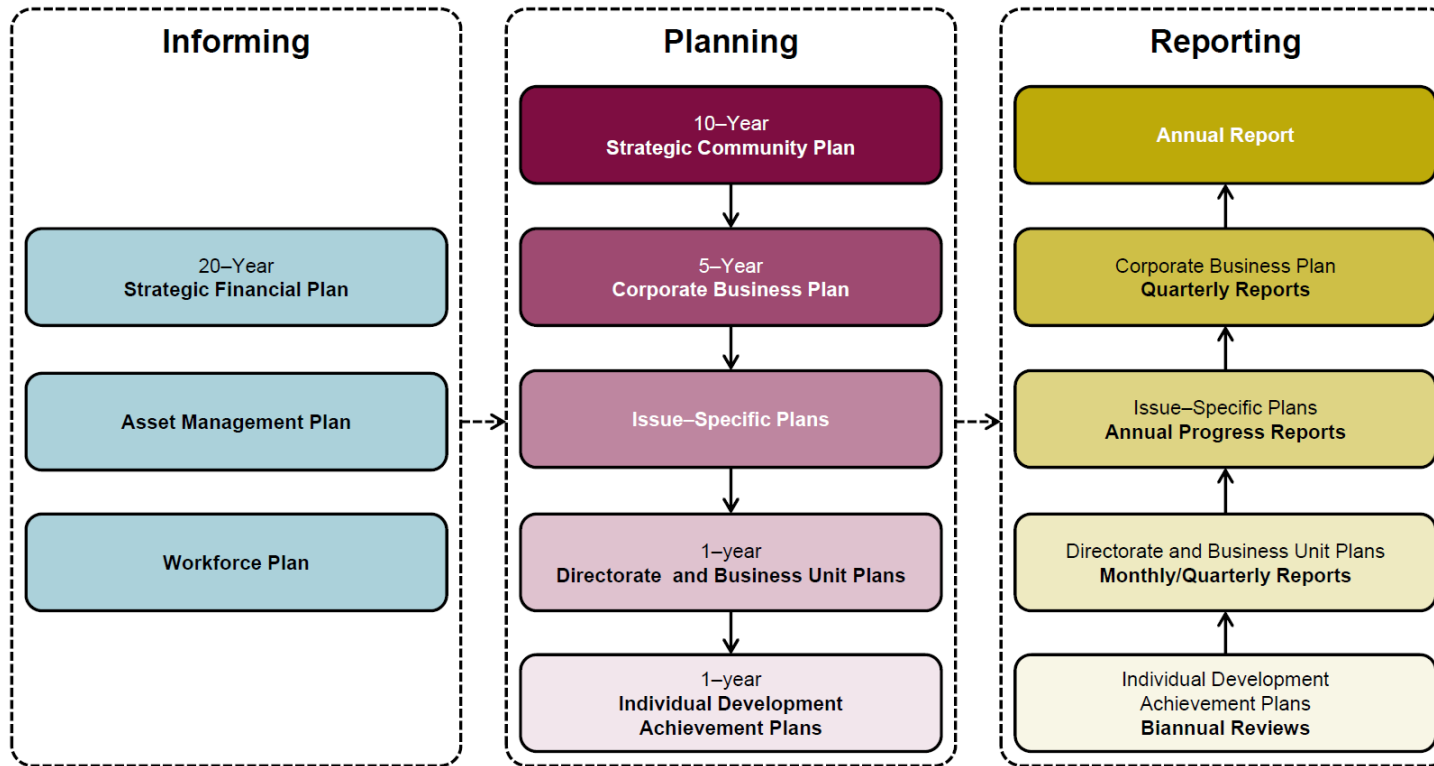 Informing
20–Year
Strategic Financial Plan
Asset Management Plan
Workforce Plan
Planning
10–Year
Strategic Community Plan
5–Year
Corporate Business Plan
Issue–Specific Plans
1–year
Directorate and Business Unit Plans
1–year
Individual Development
Achievement Plans
Reporting
Annual Report
Corporate Business Plan
Quarterly Reports
Issue–Specific Plans
Annual Progress Reports
Directorate and Business Unit Plans
Monthly/Quarterly Reports
Individual Development
Achievement Plans
Biannual Reviews